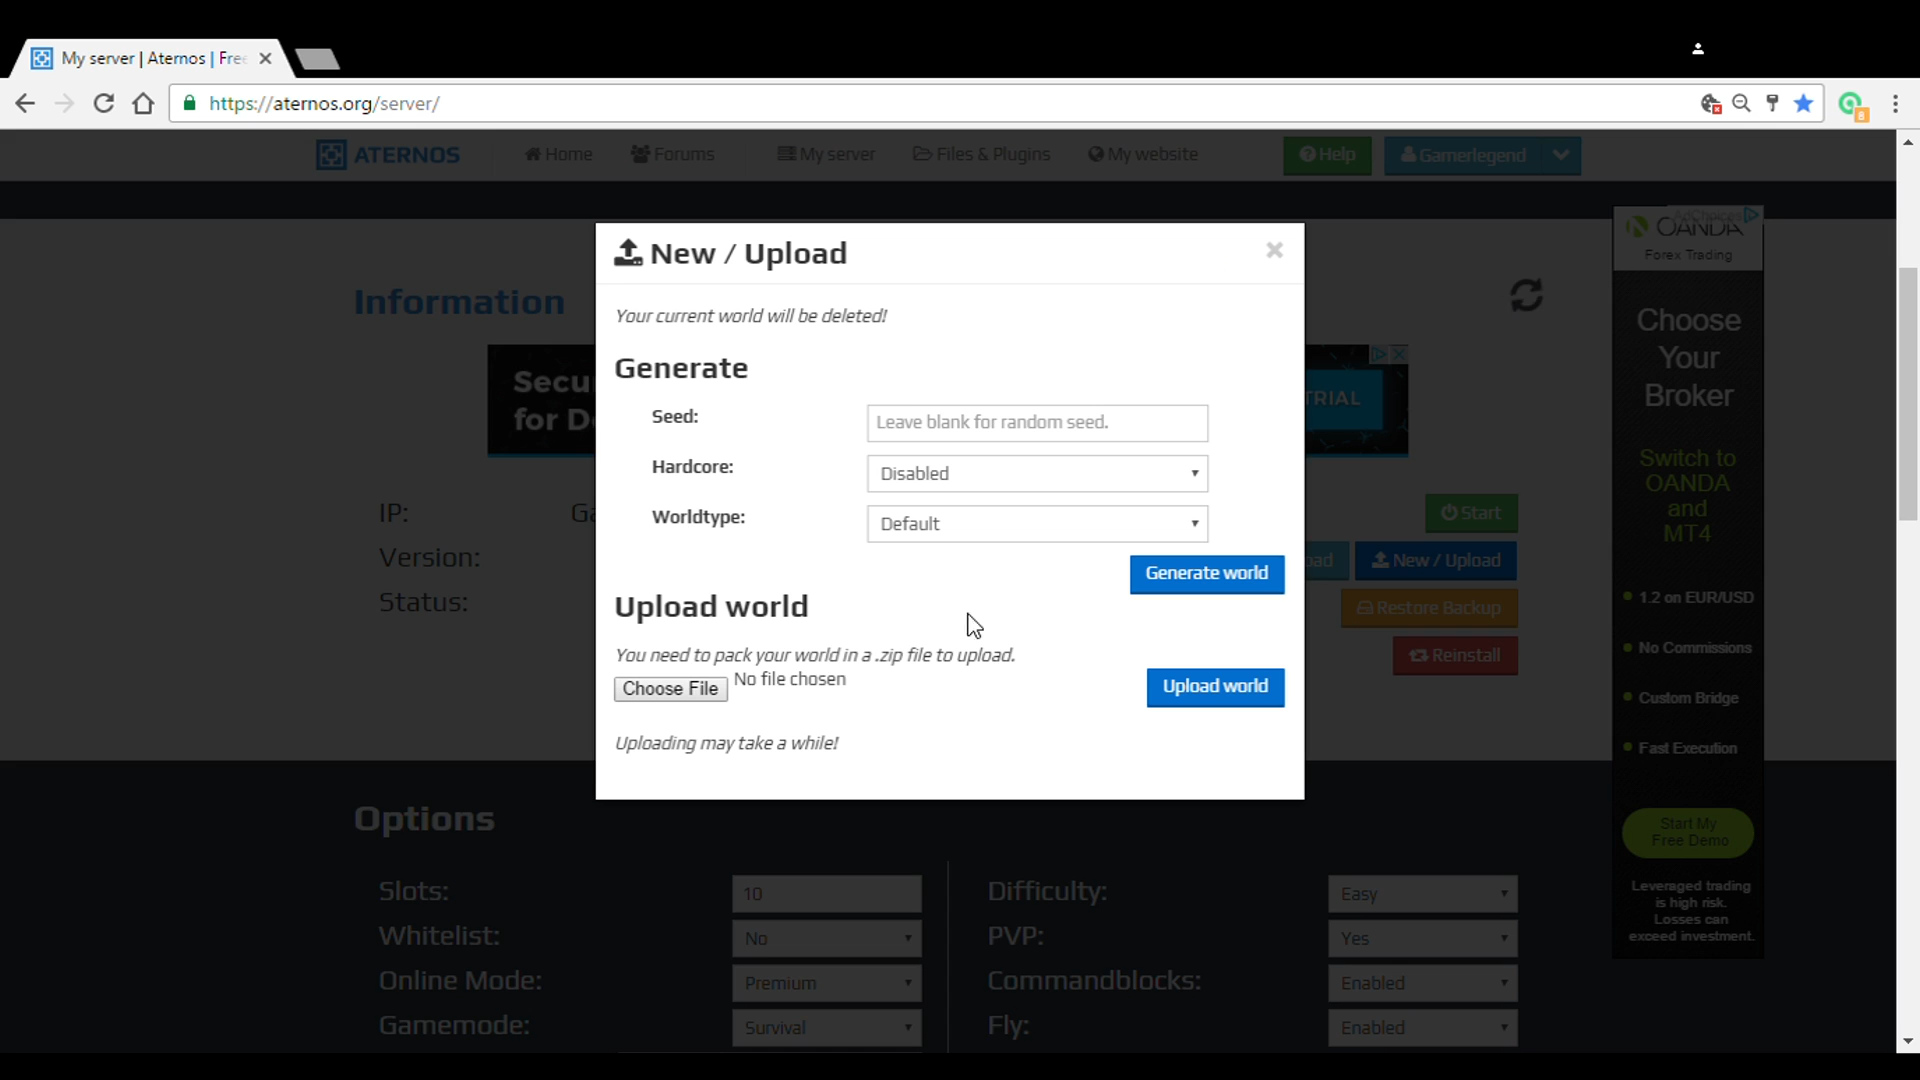 My server | Aternos | Free
https://aternos.org/server/
ATERNOS Home Forums My server Files & Plugins My website Help Gamerlegend
New / Upload
Your current world will be deleted!
Generate
Seed: Leave blank for random seed.
Hardcore: Disabled
Worldtype: Default
Generate world
Upload world
You need to pack your world in a .zip file to upload.
Choose File No file chosen
Upload world
Uploading may take a while!
Information
IP:
Version:
Status:
Start
New / Upload
Restore Backup
Reinstall
AdChoices
OANDA
Forex Trading
Choose
Your
Broker
Switch to
OANDA
and
MT4
1.2 on EUR/USD
No Commissions
Custom Bridge
Fast Execution
Start My
Free Demo
Leveraged trading
is high risk.
Losses can
exceed investment.
Options
Slots: 10 Difficulty: Easy
Whitelist: No PVP: Yes
Online Mode: Premium Commandblocks: Enabled
Gamemode: Survival Fly: Enabled